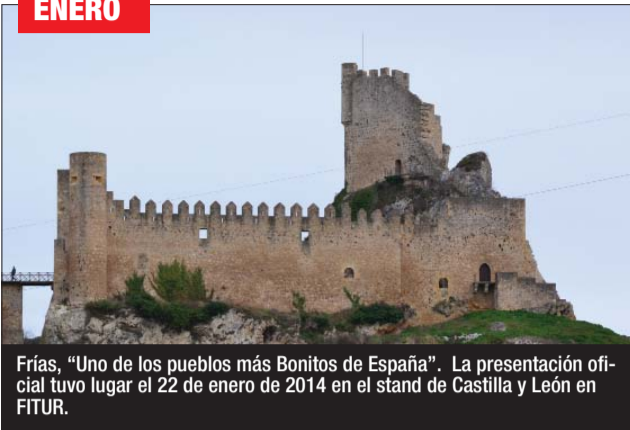 ENERO
Frías, “Uno de los pueblos más Bonitos de España”. La presentación ofi-
cial tuvo lugar el 22 de enero de 2014 en el stand de Castilla y León en
FITUR.